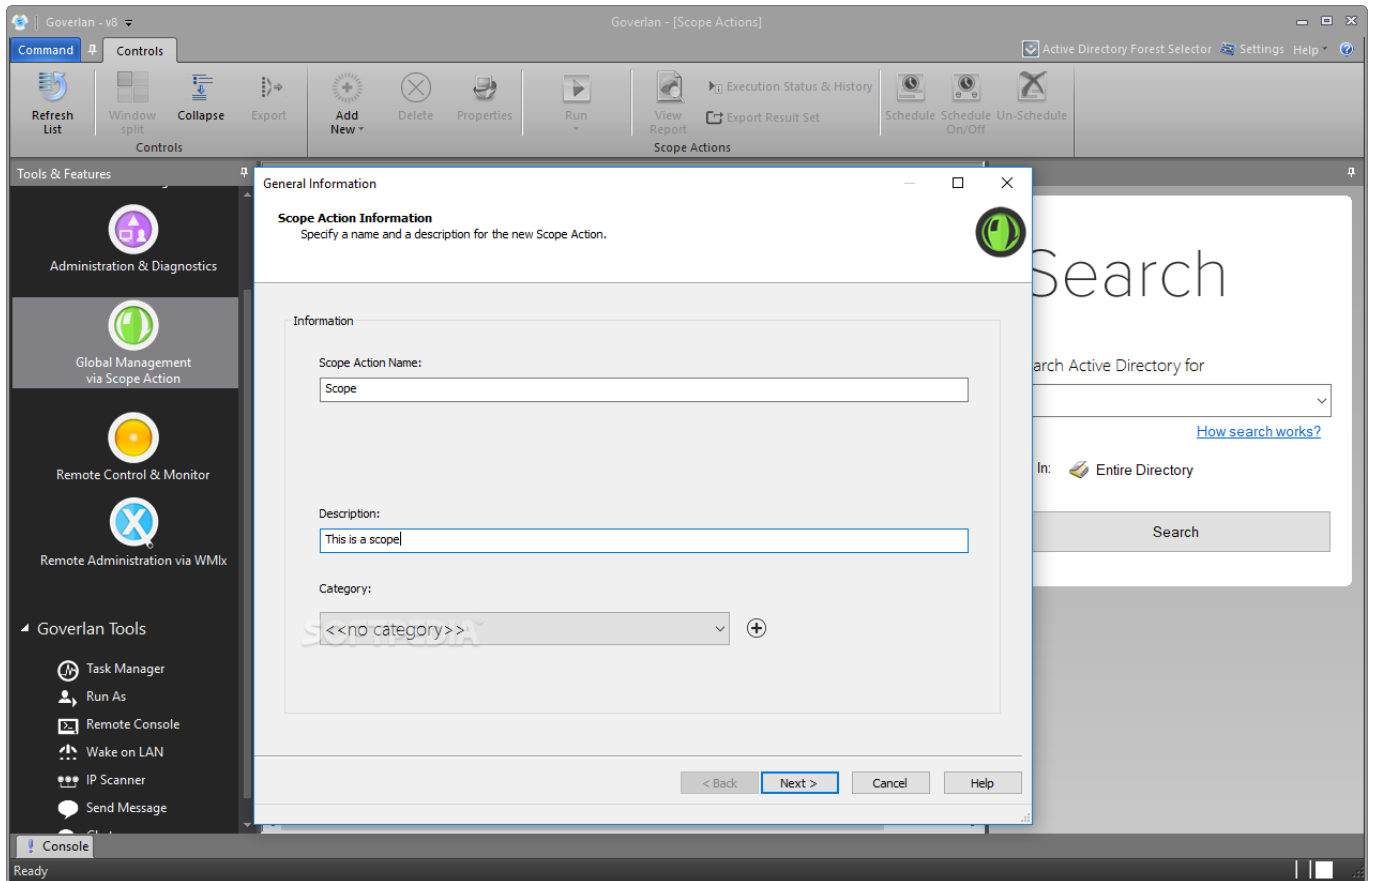 Goverlan - v8
Goverlan - [Scope Actions]
Command
Controls
Active Directory Forest Selector
Settings
Help
Refresh
List
Window
split
Collapse
Export
Controls
Add
New
Delete
Properties
Run
View
Report
Execution Status & History
Export Result Set
Scope Actions
Schedule
Schedule
On/Off
Un-Schedule
Tools & Features
Administration & Diagnostics
Global Management
via Scope Action
Remote Control & Monitor
Remote Administration via WMIx
Goverlan Tools
Task Manager
Run As
Remote Console
Wake on LAN
IP Scanner
Send Message
General Information
Scope Action Information
Specify a name and a description for the new Scope Action.
Information
Scope Action Name:
Scope
Description:
This is a scope
Category:
<<no category>>
SOFTPEDIA
< Back
Next >
Cancel
Help
Search
arch Active Directory for
How search works?
In:
Entire Directory
Search
Console
Ready